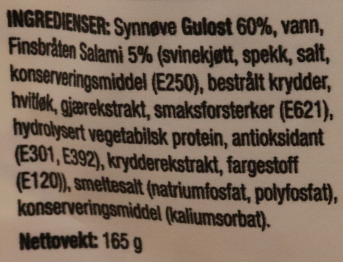 INGREDIENSER: Synnøve Gulost 60%, vann,
Finsbråten Salami 5% (svinekjøtt, spekk, salt,
konserveringsmiddel (E250), bestrålt krydder,
hvitløk, gjærekstrakt, smaksforsterker (E621),
hydrolysert vegetabilsk protein, antioksidant
(E301, E392), krydderekstrakt, fargestoff
(E120)), smeltesalt (natriumfosfat, polyfosfat),
konserveringsmiddel (kaliumsorbat).
Nettovekt: 165 g